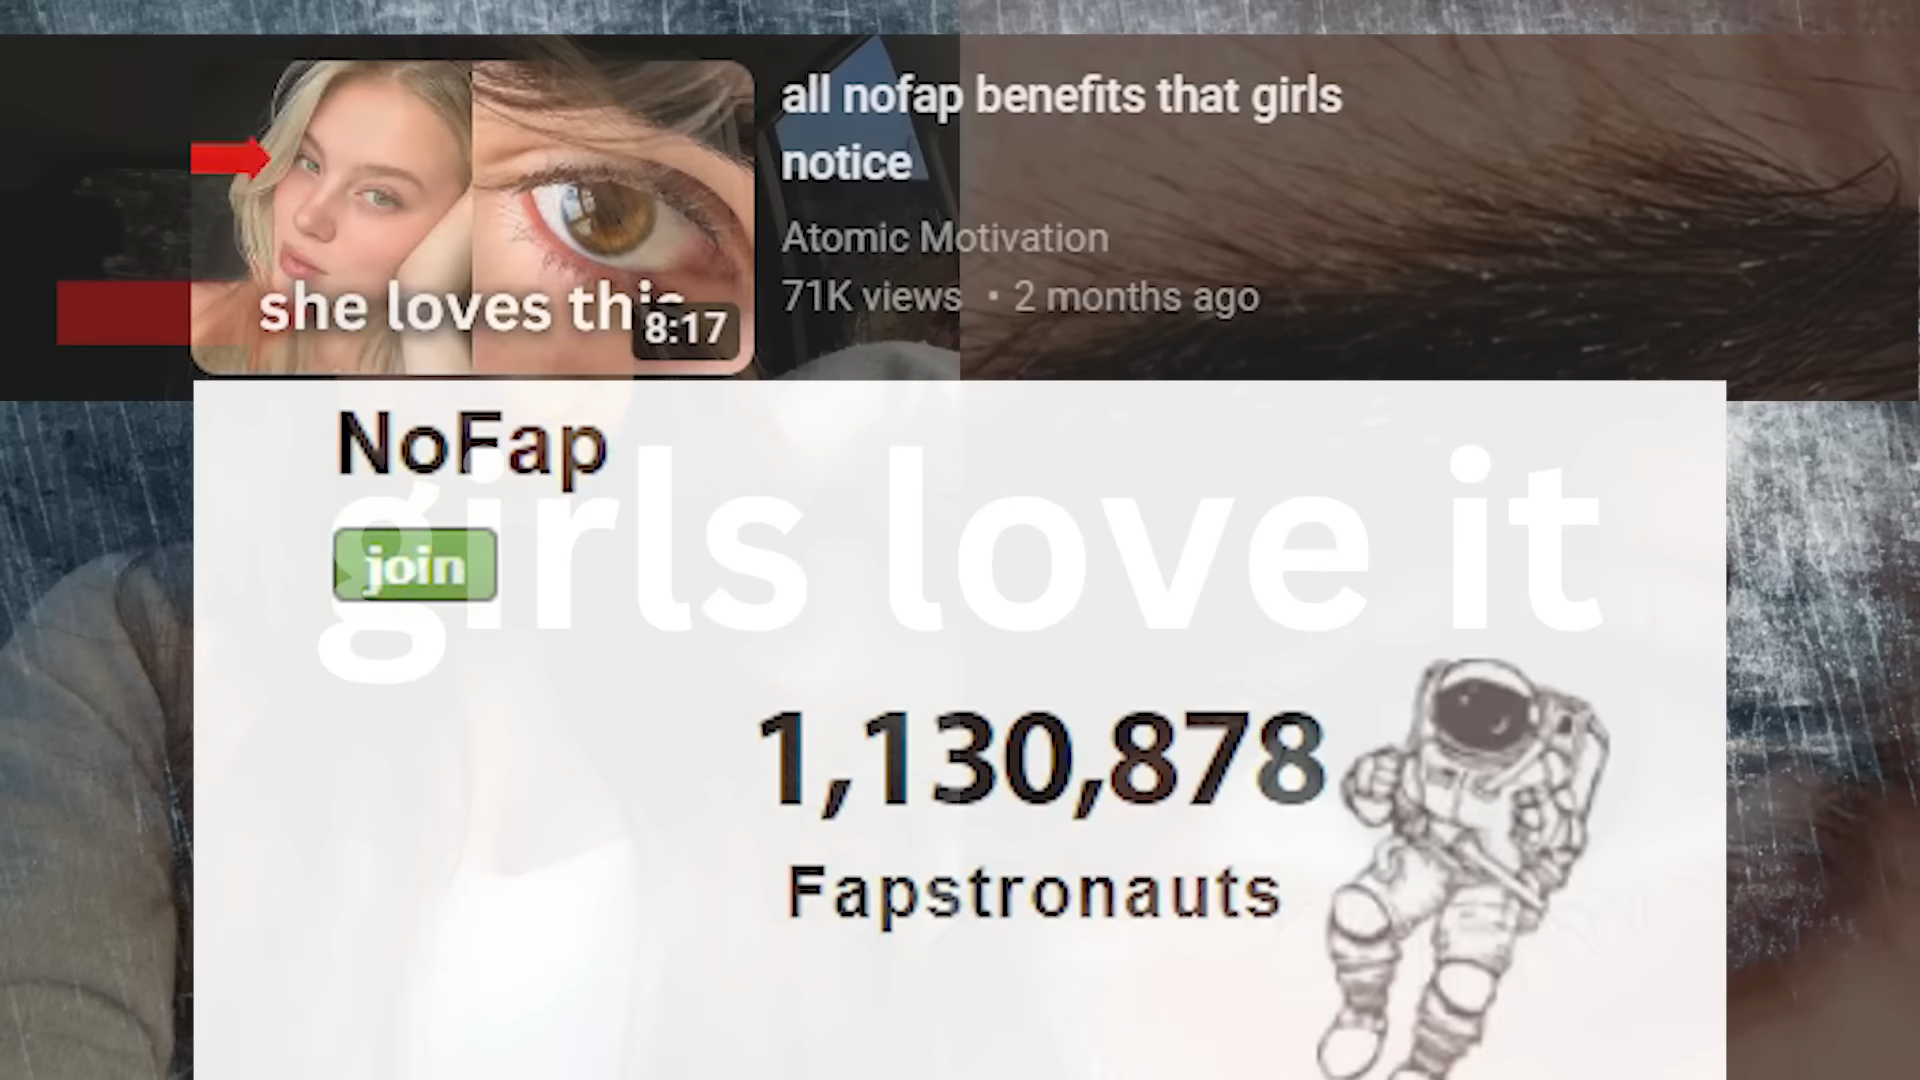 all nofap benefits that girls
notice
Atomic Motivation
71K views • 2 months ago
she loves this
8:17
NoFap
girls love it
join
1,130,878
Fapstronauts